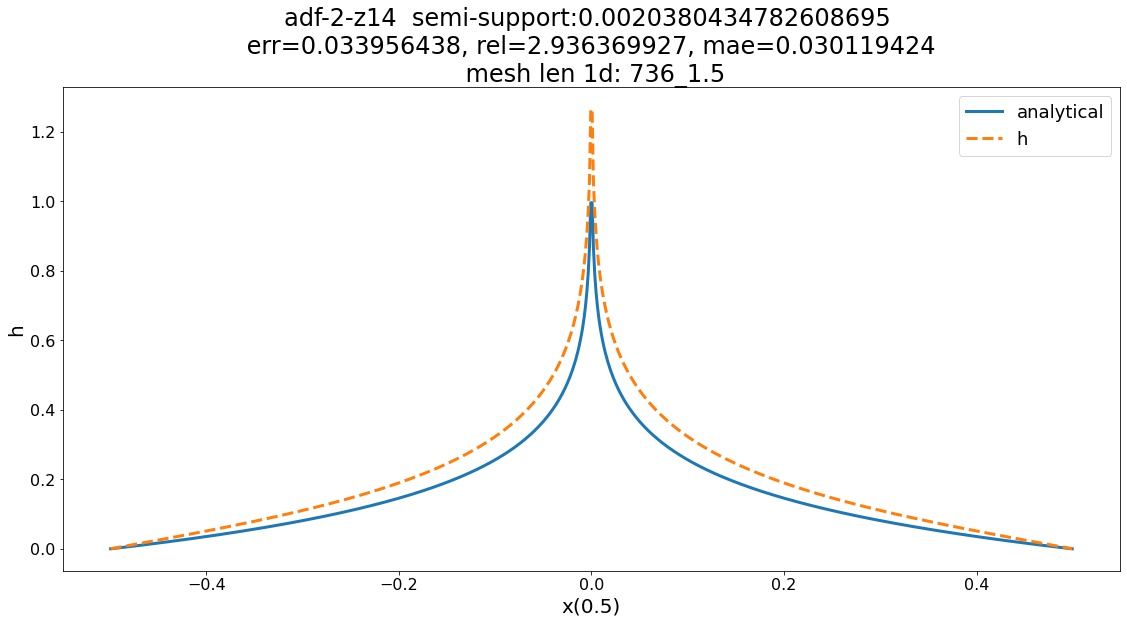 adf-2-z14  semi-support:0.0020380434782608695
err=0.033956438, rel=2.936369927, mae=0.030119424
mesh len 1d: 736_1.5
analytical
h
1.2
1.0
0.8
0.6
0.4
0.2
0.0
h
−0.4
−0.2
0.0
0.2
0.4
x(0.5)